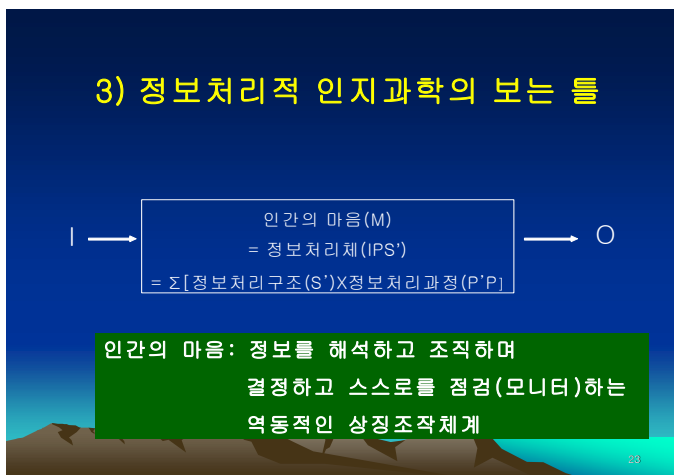 3) 정보처리적 인지과학의 보는 틀
인간의 마음(M)
I
= 정보처리체(IPS’)
O
= Σ[정보처리구조(S’)X정보처리과정(P’P]
인간의 마음: 정보를 해석하고 조직하며
결정하고 스스로를 점검(모니터)하는
역동적인 상징조작체계
23